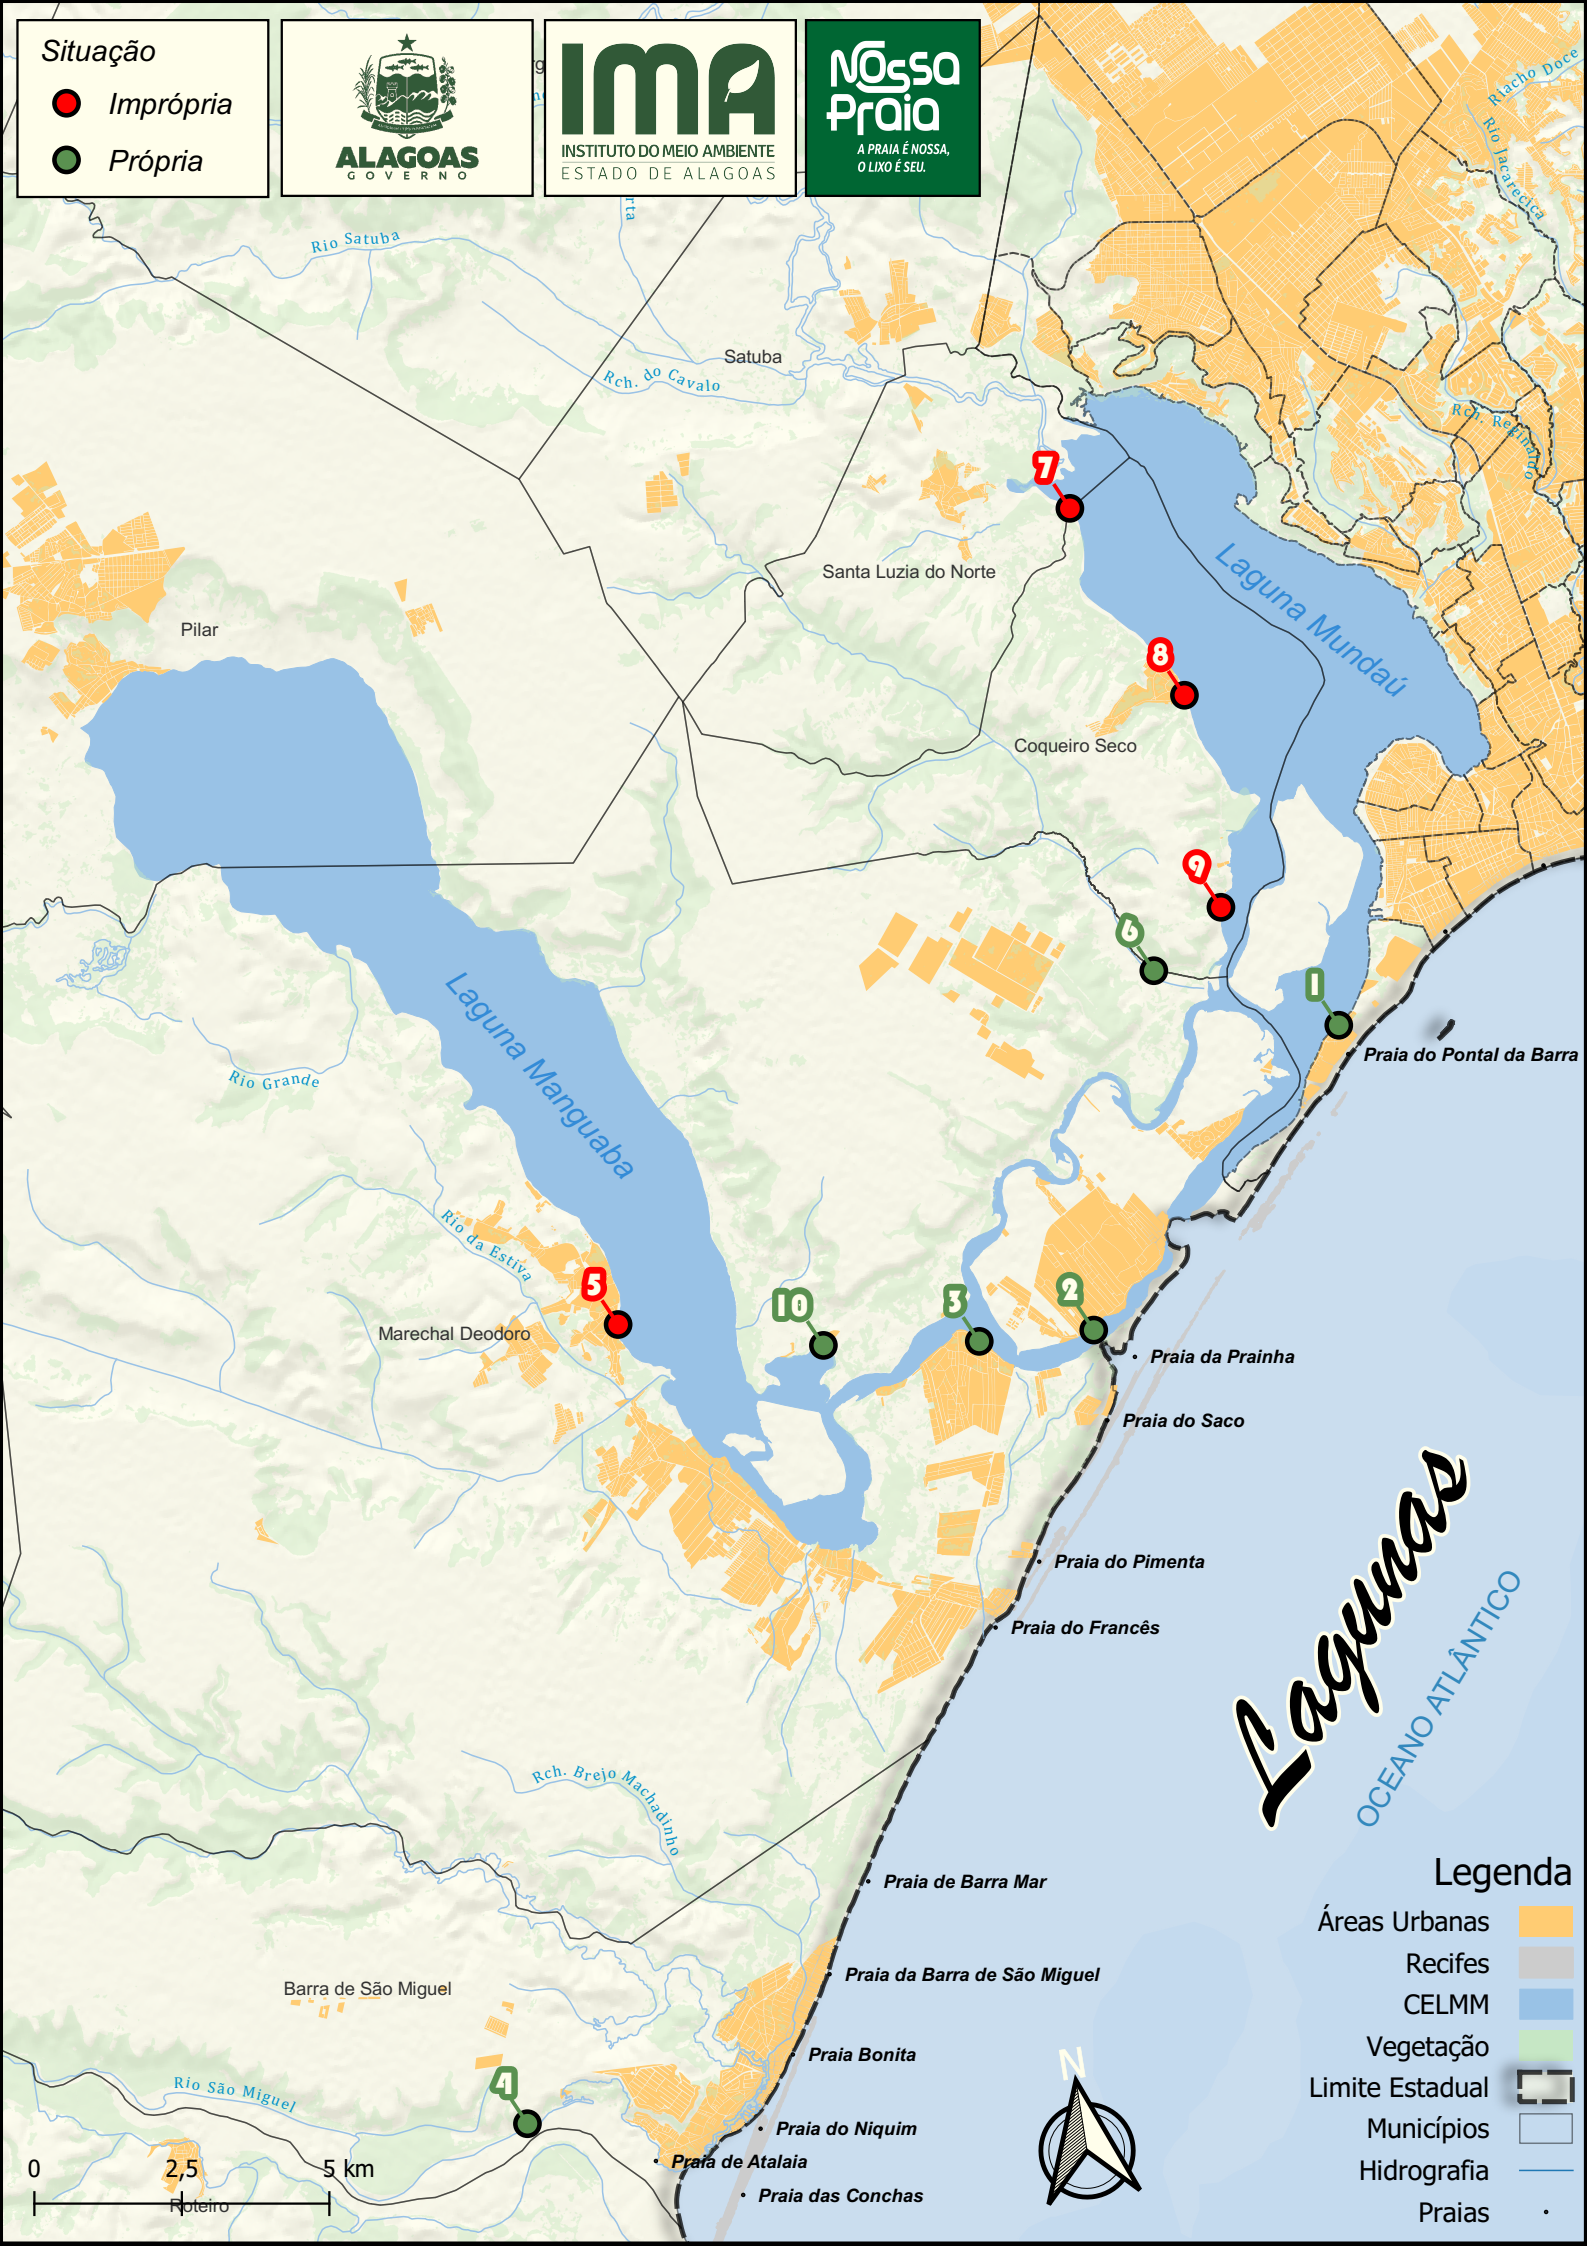 Situação
Imprópria
Própria
ALAGOAS
GOVERNO
IMA
INSTITUTO DO MEIO AMBIENTE
ESTADO DE ALAGOAS
Nossa
Praia
A PRAIA É NOSSA,
O LIXO É SEU.
Riacho Doce
Rio Jacarecica
Rio Satuba
Satuba
Rch. do Cavalo
Rch. Reginaldo
7
Santa Luzia do Norte
Laguna Mundaú
Pilar
8
Coqueiro Seco
9
6
1
Laguna Manguaba
Praia do Pontal da Barra
Rio Grande
Rio da Estiva
5
10
3
2
Marechal Deodoro
Praia da Prainha
Praia do Saco
Lagunas
Praia do Pimenta
OCEANO ATLÂNTICO
Praia do Francês
Rch. Brejo Machadinho
Praia de Barra Mar
Praia da Barra de São Miguel
Barra de São Miguel
Praia Bonita
Rio São Miguel
4
Praia do Niquim
Praia de Atalaia
Praia das Conchas
0 2,5 5 km
Roteiro
N
Legenda
Áreas Urbanas
Recifes
CELMM
Vegetação
Limite Estadual
Municípios
Hidrografia
Praias